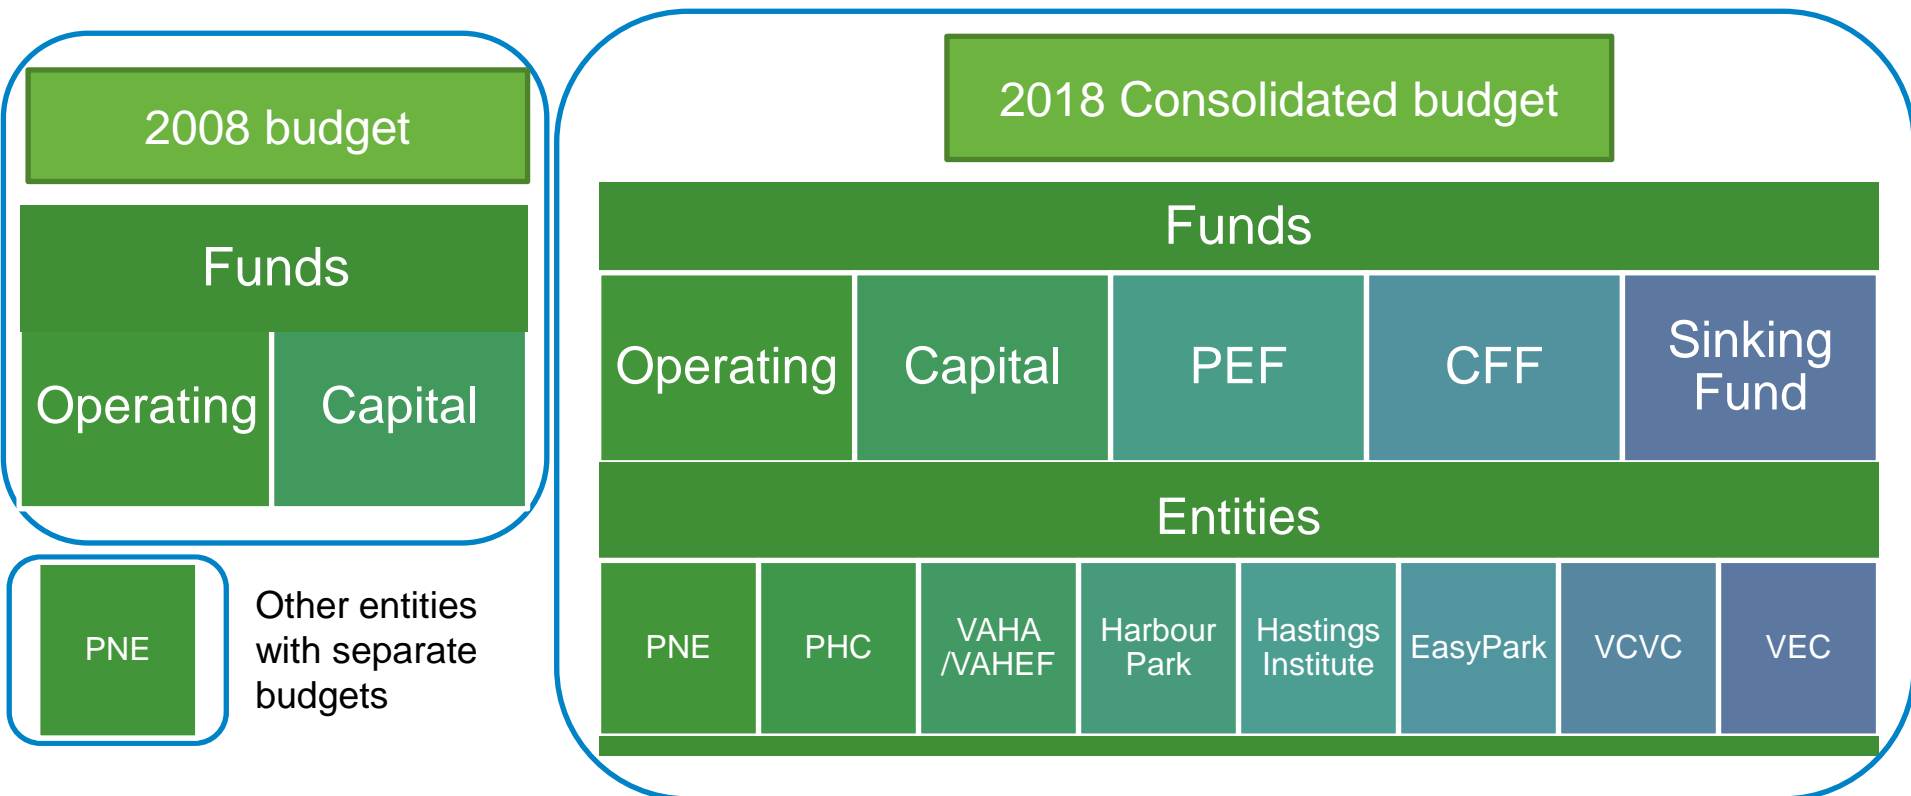 2008 budget
Funds
Operating
Capital
PNE
Other entities
with separate
budgets
2018 Consolidated budget
Funds
Operating
Capital
PEF
CFF
Sinking
Fund
Entities
PNE
PHC
VAHA
/VAHEF
Harbour
Park
Hastings
Institute
EasyPark
VCVC
VEC